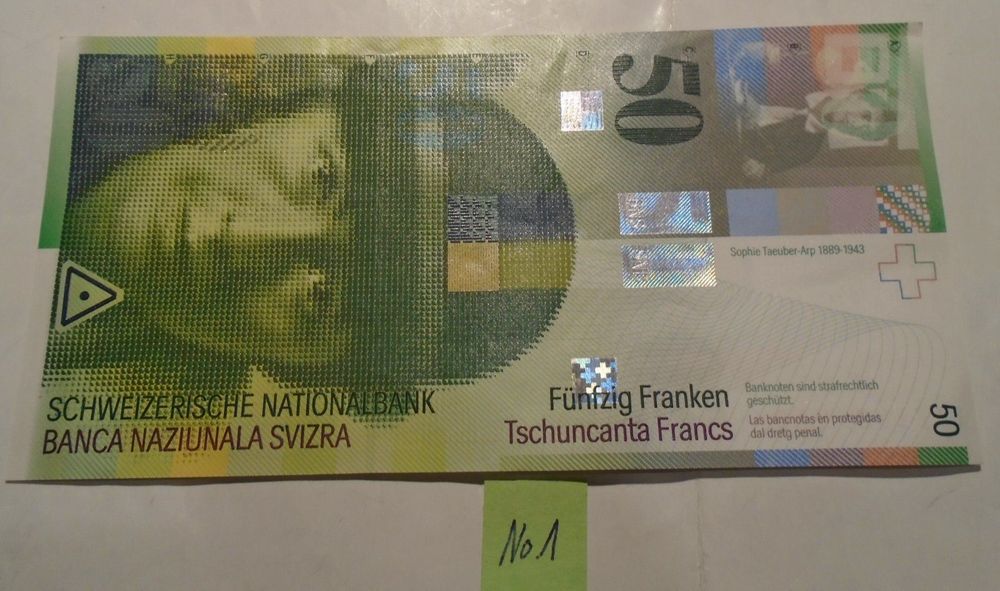 50
Sophie Taeuber-Arp 1889-1943
SCHWEIZERISCHE NATIONALBANK
BANCA NAZIUNALA SVIZRA
Fünfzig Franken
Tschuncanta Francs
Banknoten sind strafrechtlich
geschützt.
Las bancnotas èn protegidas
dal dretg penal.
50
No.1